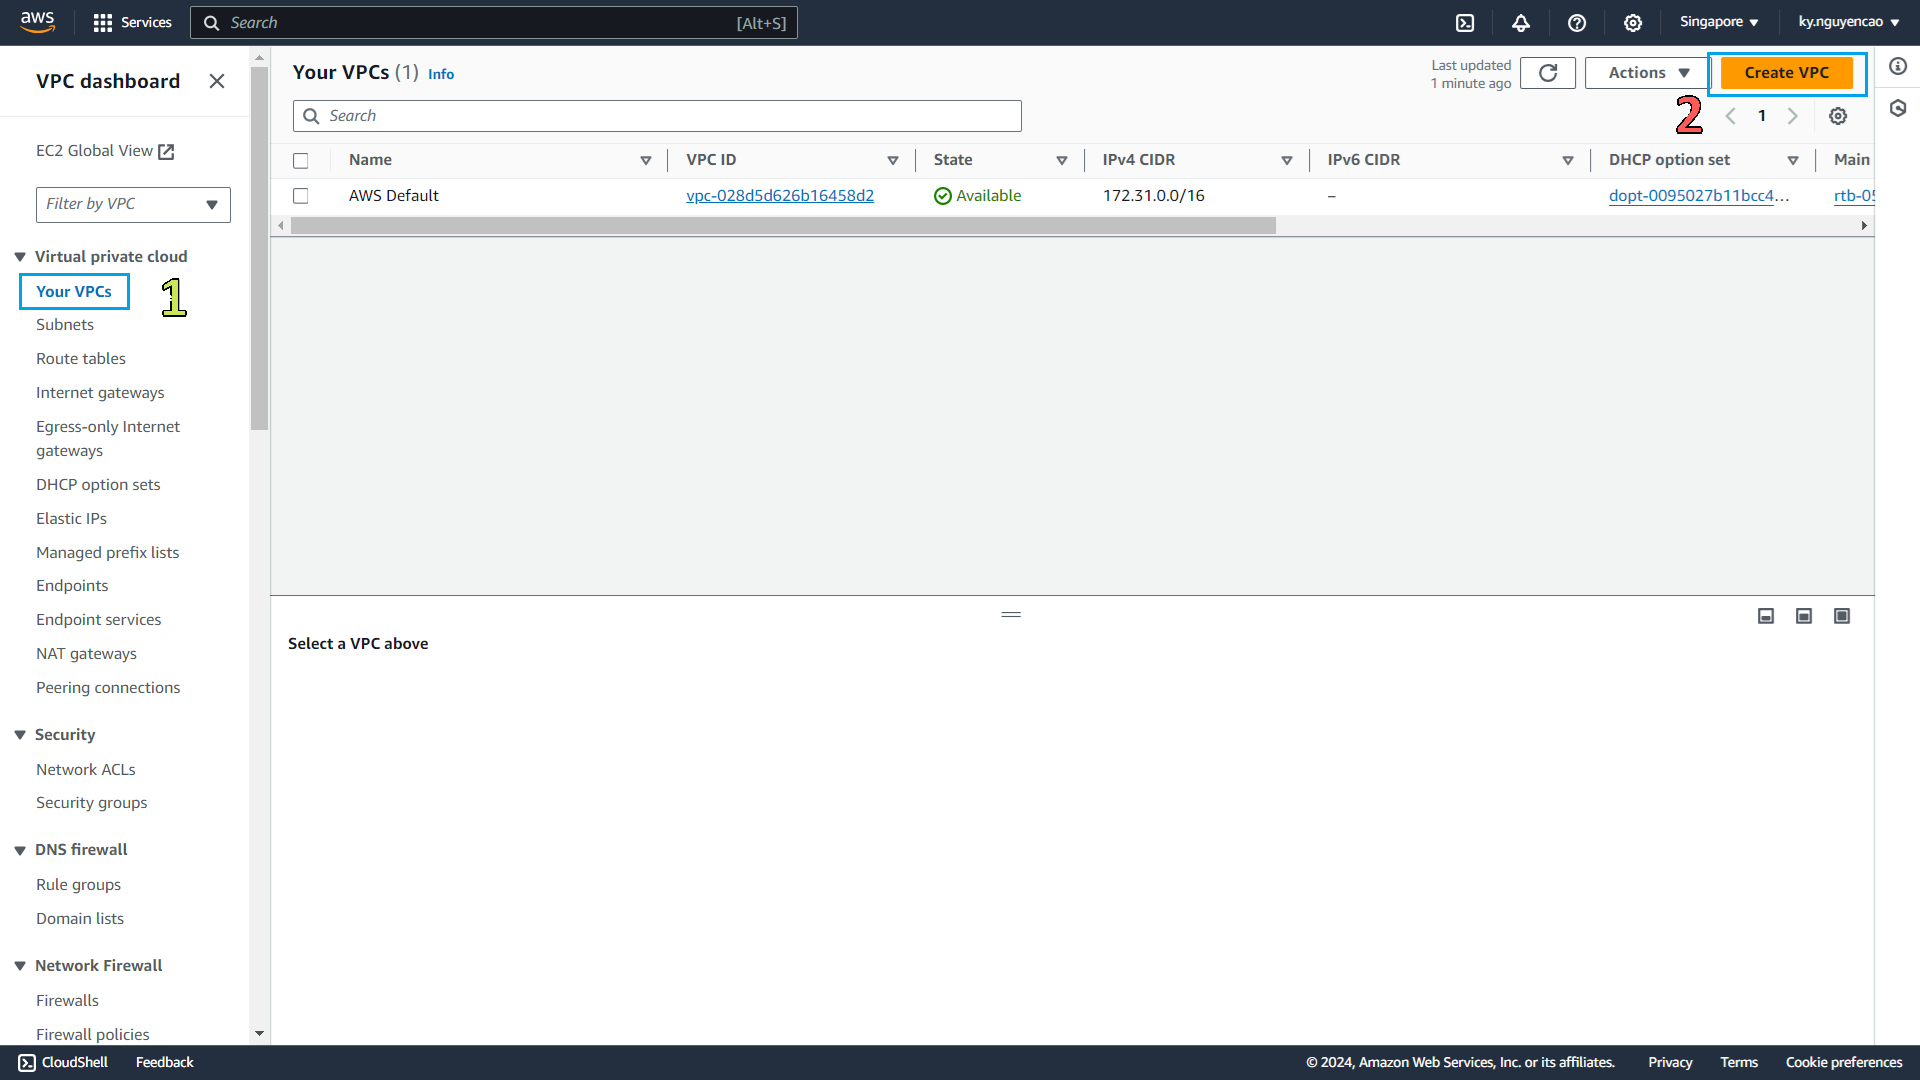 aws Services Search [Alt+S] Singapore ky.nguyencao
VPC dashboard
EC2 Global View
Filter by VPC
Virtual private cloud
Your VPCs 1
Subnets
Route tables
Internet gateways
Egress-only Internet
gateways
DHCP option sets
Elastic IPs
Managed prefix lists
Endpoints
Endpoint services
NAT gateways
Peering connections
Security
Network ACLs
Security groups
DNS firewall
Rule groups
Domain lists
Network Firewall
Firewalls
Firewall policies
Your VPCs (1) Info
Last updated
1 minute ago
Actions
Create VPC
Search
2
1
Name VPC ID State IPv4 CIDR IPv6 CIDR DHCP option set Main
AWS Default vpc-028d5d626b16458d2 Available 172.31.0.0/16 – dopt-0095027b11bcc4... rtb-05
Select a VPC above
CloudShell Feedback © 2024, Amazon Web Services, Inc. or its affiliates. Privacy Terms Cookie preferences